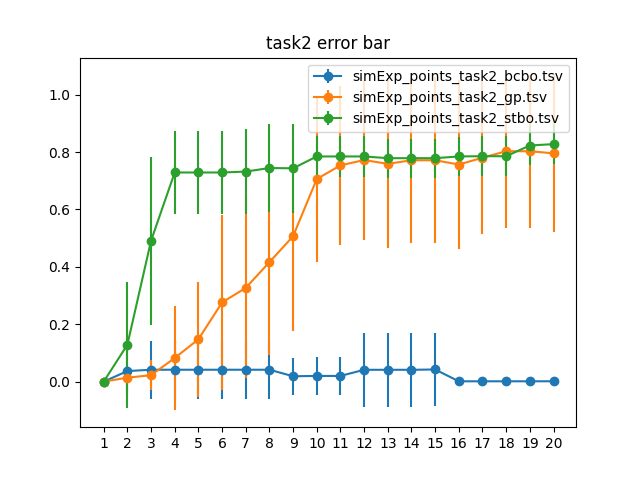 task2 error bar
simExp_points_task2_bcbo.tsv
simExp_points_task2_gp.tsv
simExp_points_task2_stbo.tsv
1.0
0.8
0.6
0.4
0.2
0.0
1 2 3 4 5 6 7 8 9 10 11 12 13 14 15 16 17 18 19 20